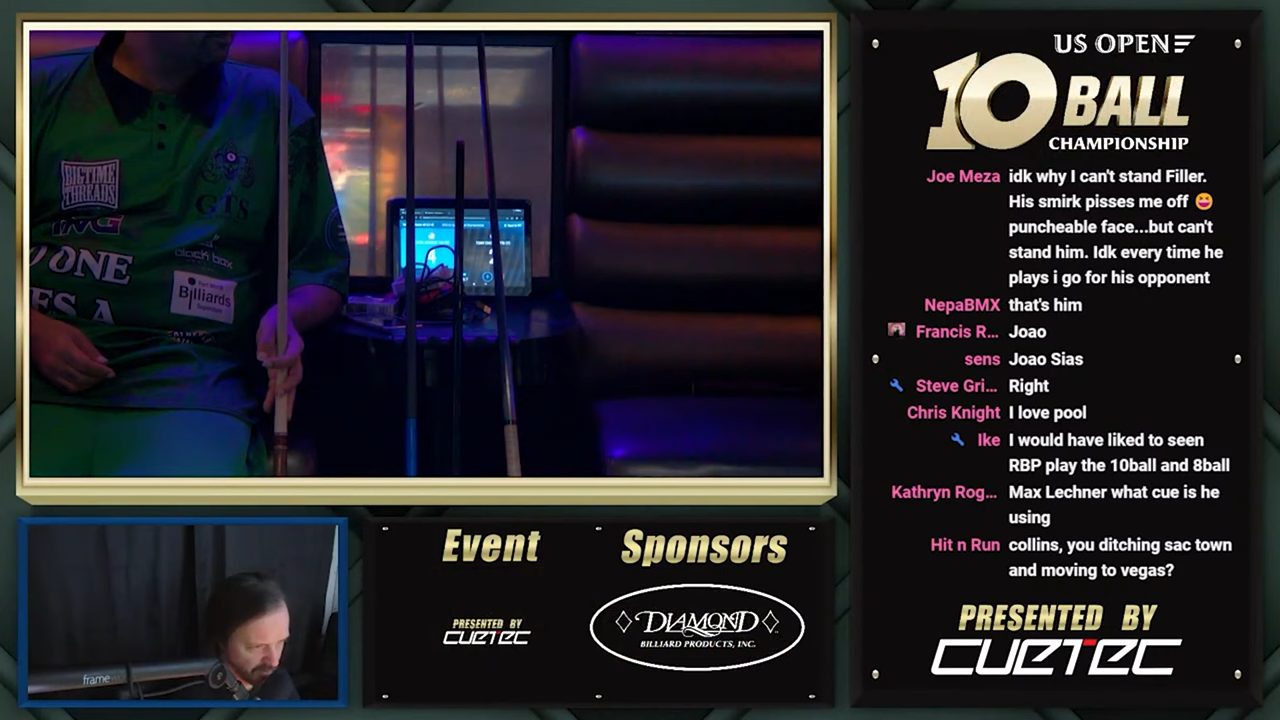 BIGTIME
THREADS
GTS
black box
Billiards
O ONE
ES A
4
frame
Event
Sponsors
PRESENTED BY
CUETEC
DIAMOND
BILLIARD PRODUCTS, INC.
US OPEN
10 BALL
CHAMPIONSHIP
Joe Meza idk why I can't stand Filler.
His smirk pisses me off 😆
puncheable face...but can't
stand him. Idk every time he
plays i go for his opponent
NepaBMX that's him
Francis R... Joao
sens Joao Sias
Steve Gri... Right
Chris Knight I love pool
Ike I would have liked to seen
RBP play the 10ball and 8ball
Kathryn Rog... Max Lechner what cue is he
using
Hit n Run collins, you ditching sac town
and moving to vegas?
PRESENTED BY
CUETEC